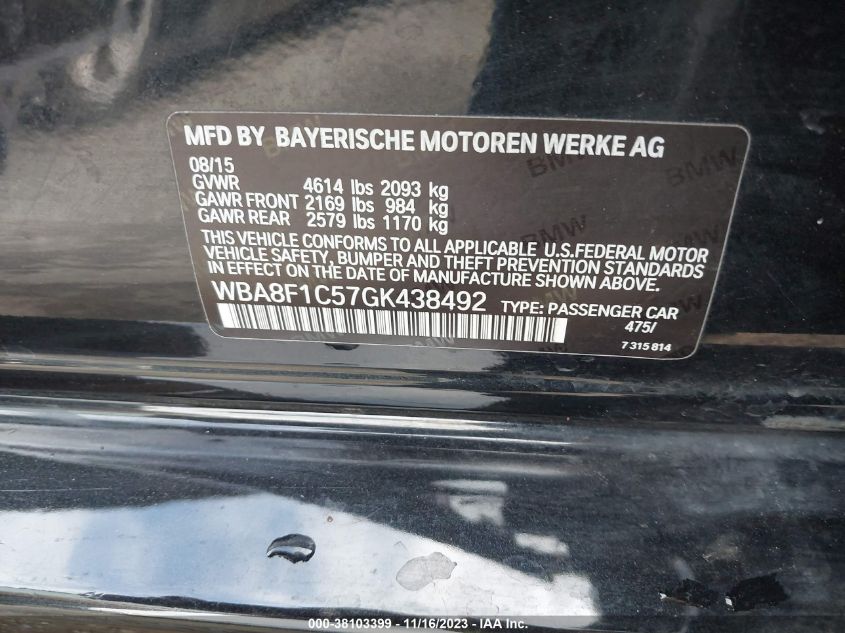 MFD BY BAYERISCHE MOTOREN WERKE AG
08/15
GVWR 4614 lbs 2093 kg
GAWR FRONT 2169 lbs 984 kg
GAWR REAR 2579 lbs 1170 kg
THIS VEHICLE CONFORMS TO ALL APPLICABLE U.S.FEDERAL MOTOR
VEHICLE SAFETY, BUMPER AND THEFT PREVENTION STANDARDS
IN EFFECT ON THE DATE OF MANUFACTURE SHOWN ABOVE.
WBA8F1C57GK438492 TYPE: PASSENGER CAR
475/
7 315 814
BMW
BMW
BMW
000-38103399 - 11/16/2023 - IAA Inc.